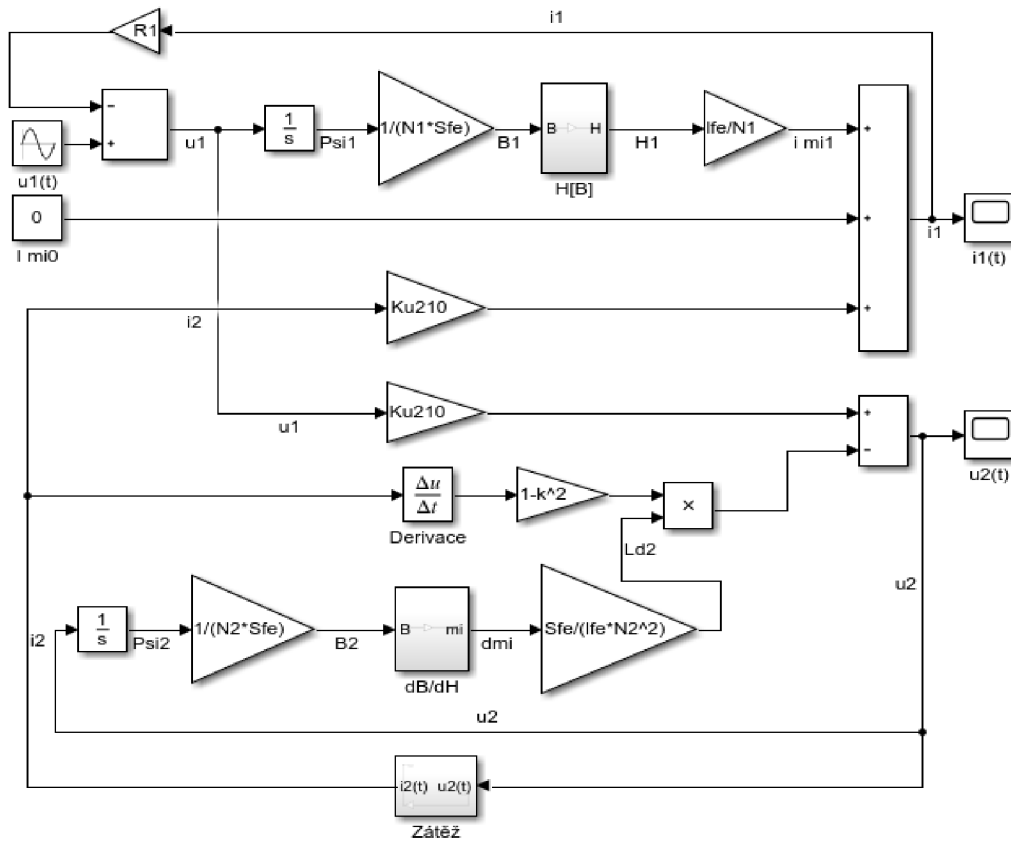 i1
R1
−
+
u1(t)
u1
1
s
Psi1
1/(N1*Sfe)
B1
B H
H[B]
H1
lfe/N1
i mi1
+
0
I mi0
+
i1
i1(t)
Ku210
i2
+
Ku210
u1
+
−
u2(t)
Δu
Δt
Derivace
1-k^2
×
Ld2
u2
i2
1
s
Psi2
1/(N2*Sfe)
B2
B mi
dB/dH
dmi
Sfe/(lfe*N2^2)
u2
i2(t) u2(t)
Zátěž